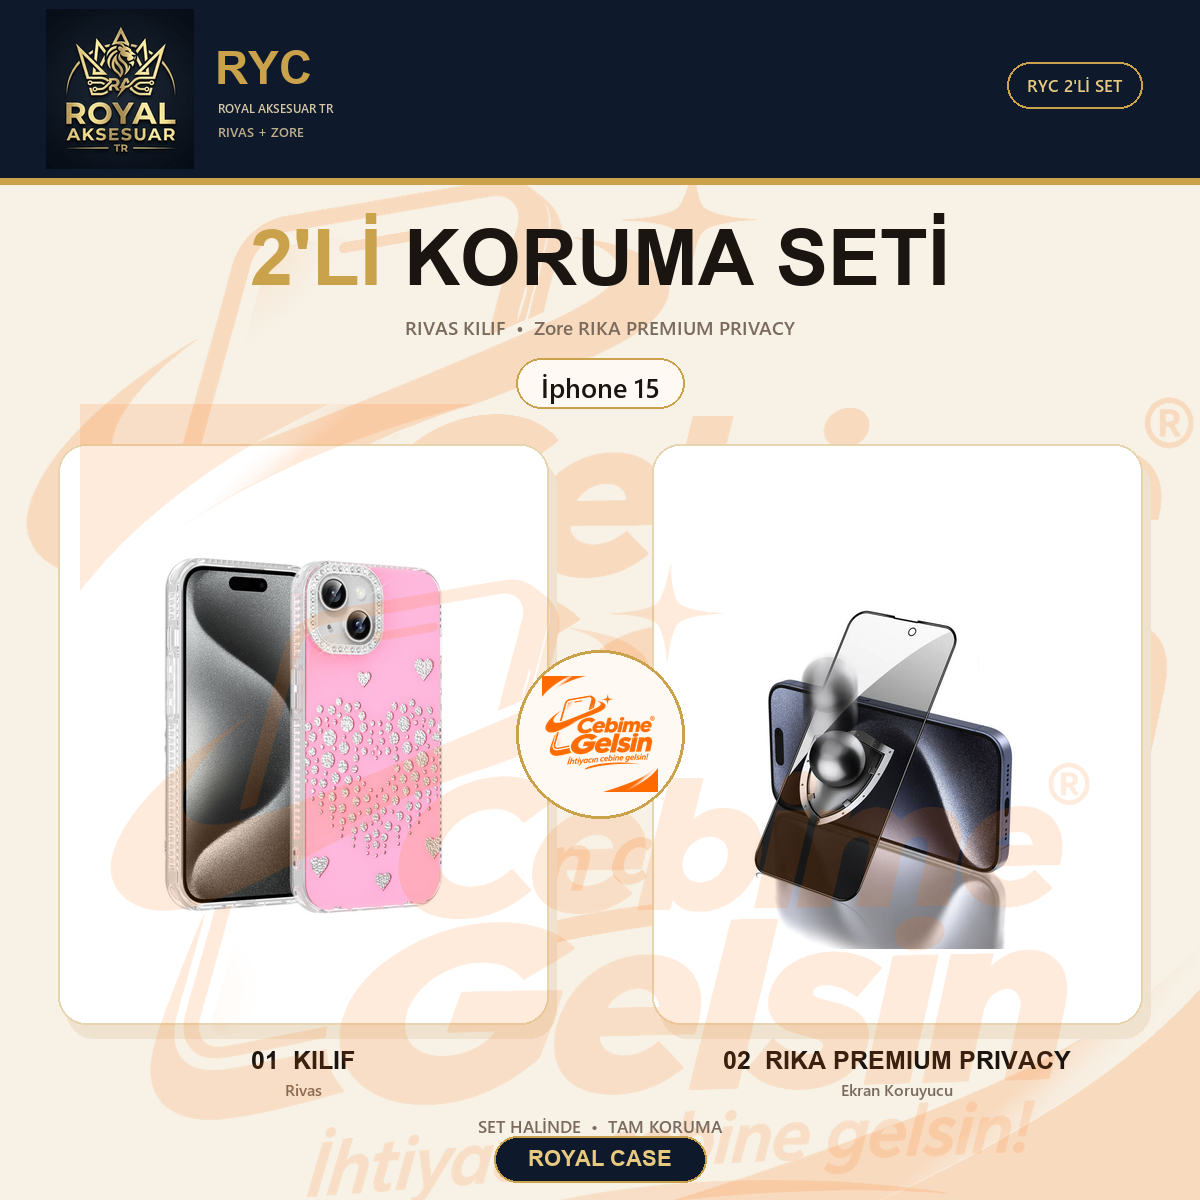 ROYAL
AKSESUAR
TR
RYC
ROYAL AKSESUAR TR
RIVAS + ZORE
RYC 2'Lİ SET
2'Lİ KORUMA SETİ
RIVAS KILIF • Zore RIKA PREMIUM PRIVACY
İphone 15
Cebime®
Gelsin
İhtiyacın cebine gelsin!
Cebime®
Gelsin
01 KILIF
Rivas
02 RIKA PREMIUM PRIVACY
Ekran Koruyucu
SET HALİNDE • TAM KORUMA
ROYAL CASE